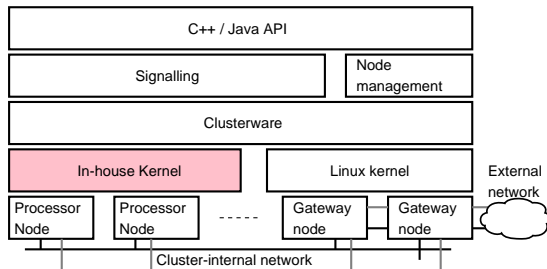 C++ / Java API
Signalling
Node
management
Clusterware
In-house Kernel
Linux kernel
External
network
Processor
Node
Processor
Node
Gateway
node
Gateway
node
Cluster-internal network